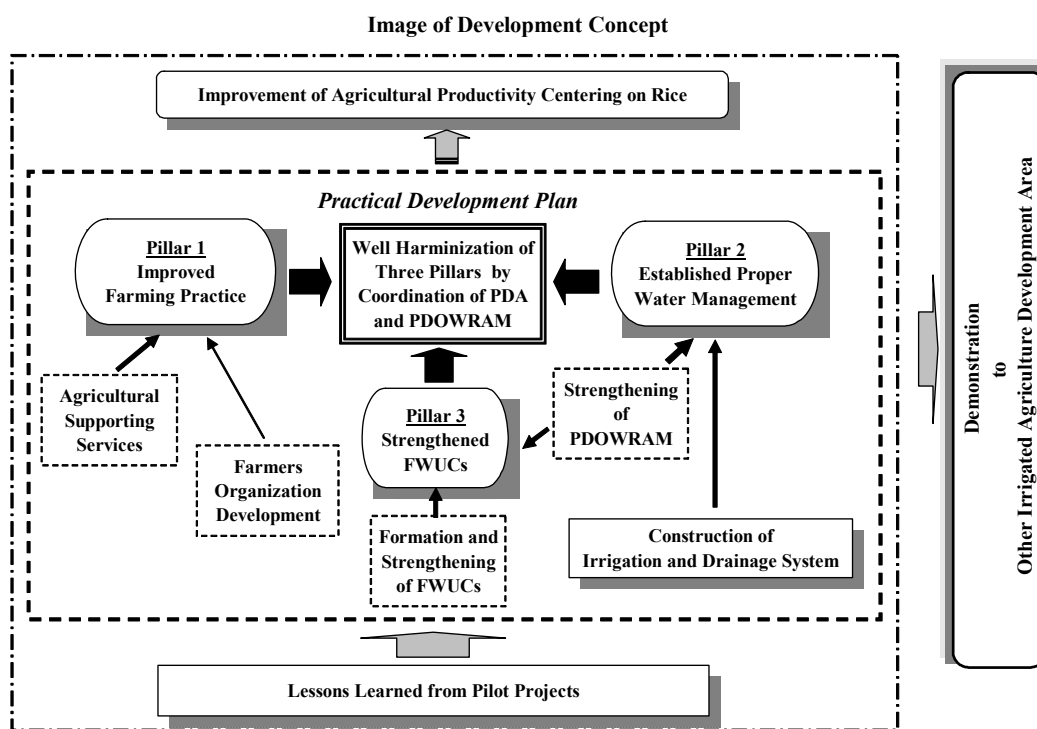 Image of Development Concept
Improvement of Agricultural Productivity Centering on Rice
Practical Development Plan
Pillar 1
Improved
Farming Practice
Well Harminization of
Three Pillars by
Coordination of PDA
and PDOWRAM
Pillar 2
Established Proper
Water Management
Agricultural
Supporting
Services
Farmers
Organization
Development
Pillar 3
Strengthened
FWUCs
Strengthening
of
PDOWRAM
Formation and
Strengthening
of FWUCs
Construction of
Irrigation and Drainage System
Lessons Learned from Pilot Projects
Demonstration
to
Other Irrigated Agriculture Development Area